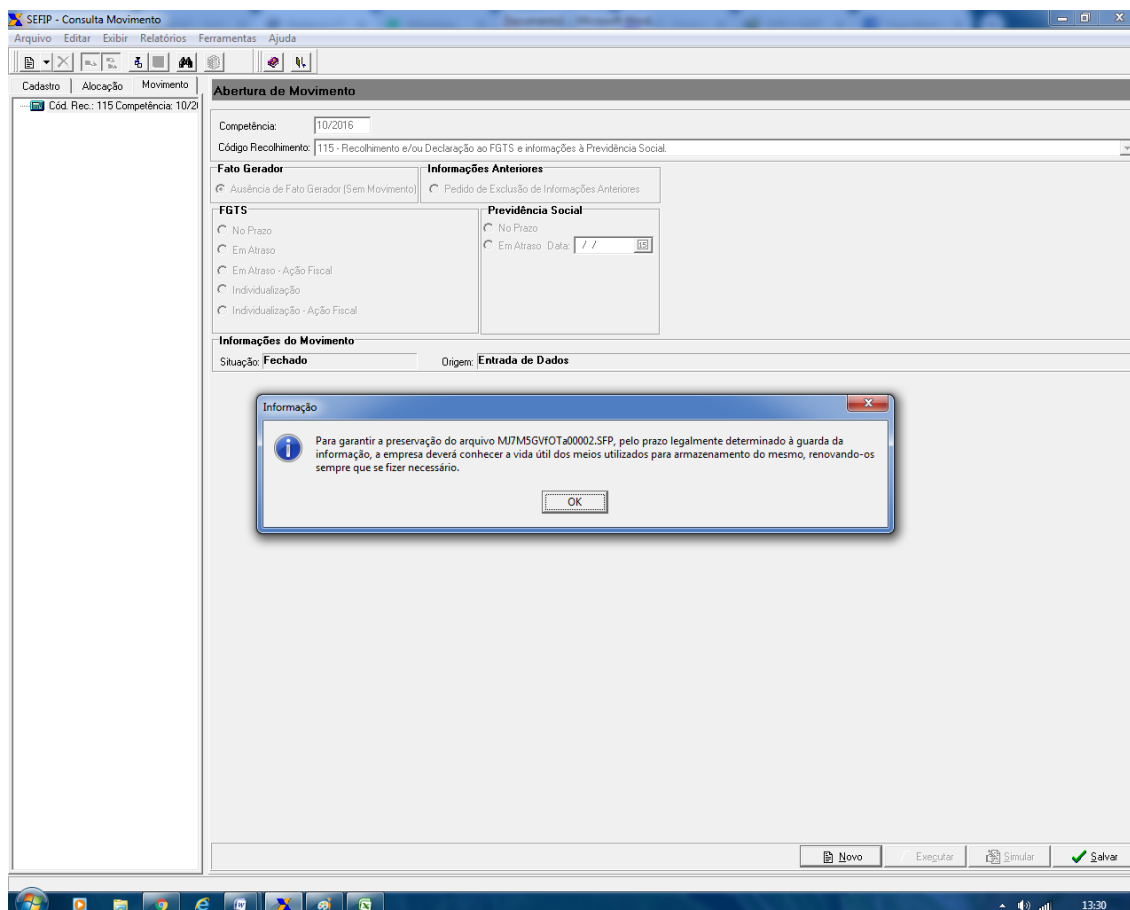 SEFIP - Consulta Movimento
Arquivo Editar Exibir Relatórios Ferramentas Ajuda
Cadastro Alocação Movimento
Cód. Rec.: 115 Competência: 10/20
Abertura de Movimento
Competência: 10/2016
Código Recolhimento: 115 - Recolhimento e/ou Declaração ao FGTS e informações à Previdência Social.
Fato Gerador Informações Anteriores
Ausência de Fato Gerador (Sem Movimento) Pedido de Exclusão de Informações Anteriores
FGTS Previdência Social
No Prazo No Prazo
Em Atraso Em Atraso Data: / / 15
Em Atraso - Ação Fiscal
Individualização
Individualização - Ação Fiscal
Informações do Movimento
Situação: Fechado Origem: Entrada de Dados
Informação
Para garantir a preservação do arquivo MJ7M5GVfOTa00002.SFP, pelo prazo legalmente determinado à guarda da
informação, a empresa deverá conhecer a vida útil dos meios utilizados para armazenamento do mesmo, renovando-os
sempre que se fizer necessário.
OK
Novo Executar Simular Salvar
13:30